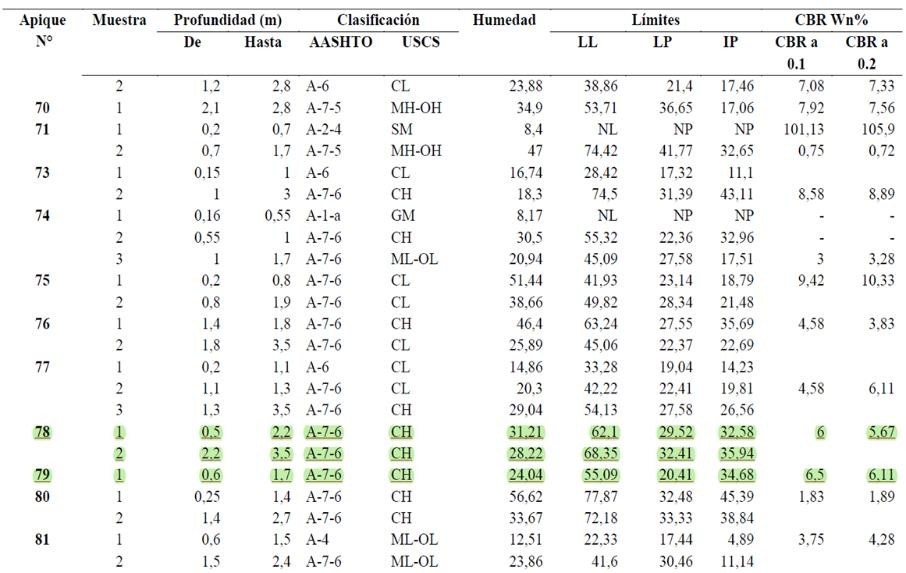 Apique Muestra Profundidad (m) Clasificación Humedad Límites CBR Wn%
N° De Hasta AASHTO USCS LL LP IP CBR a CBR a
0.1 0.2
2 1,2 2,8 A-6 CL 23,88 38,86 21,4 17,46 7,08 7,33
70 1 2,1 2,8 A-7-5 MH-OH 34,9 53,71 36,65 17,06 7,92 7,56
71 1 0,2 0,7 A-2-4 SM 8,4 NL NP NP 101,13 105,9
2 0,7 1,7 A-7-5 MH-OH 47 74,42 41,77 32,65 0,75 0,72
73 1 0,15 1 A-6 CL 16,74 28,42 17,32 11,1
2 1 3 A-7-6 CH 18,3 74,5 31,39 43,11 8,58 8,89
74 1 0,16 0,55 A-1-a GM 8,17 NL NP NP - -
2 0,55 1 A-7-6 CH 30,5 55,32 22,36 32,96 - -
3 1 1,7 A-7-6 ML-OL 20,94 45,09 27,58 17,51 3 3,28
75 1 0,2 0,8 A-7-6 CL 51,44 41,93 23,14 18,79 9,42 10,33
2 0,8 1,9 A-7-6 CL 38,66 49,82 28,34 21,48
76 1 1,4 1,8 A-7-6 CH 46,4 63,24 27,55 35,69 4,58 3,83
2 1,8 3,5 A-7-6 CL 25,89 45,06 22,37 22,69
77 1 0,2 1,1 A-6 CL 14,86 33,28 19,04 14,23
2 1,1 1,3 A-7-6 CL 20,3 42,22 22,41 19,81 4,58 6,11
3 1,3 3,5 A-7-6 CH 29,04 54,13 27,58 26,56
78 1 0,5 2,2 A-7-6 CH 31,21 62,1 29,52 32,58 6 5,67
2 2,2 3,5 A-7-6 CH 28,22 68,35 32,41 35,94
79 1 0,6 1,7 A-7-6 CH 24,04 55,09 20,41 34,68 6,5 6,11
80 1 0,25 1,4 A-7-6 CH 56,62 77,87 32,48 45,39 1,83 1,89
2 1,4 2,7 A-7-6 CH 33,67 72,18 33,33 38,84
81 1 0,6 1,5 A-4 ML-OL 12,51 22,33 17,44 4,89 3,75 4,28
2 1,5 2,4 A-7-6 ML-OL 23,86 41,6 30,46 11,14